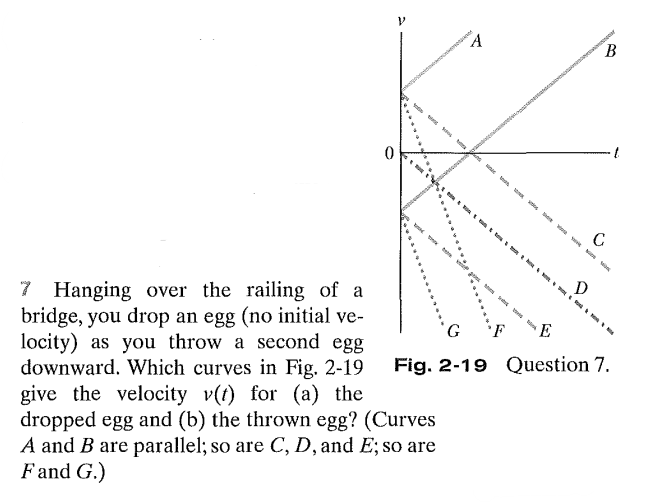 v
A
B
0
t
C
D
G
F
E
7 Hanging over the railing of a
bridge, you drop an egg (no initial ve-
locity) as you throw a second egg
downward. Which curves in Fig. 2-19
give the velocity v(t) for (a) the
dropped egg and (b) the thrown egg? (Curves
A and B are parallel; so are C, D, and E; so are
F and G.)
Fig. 2-19 Question 7.